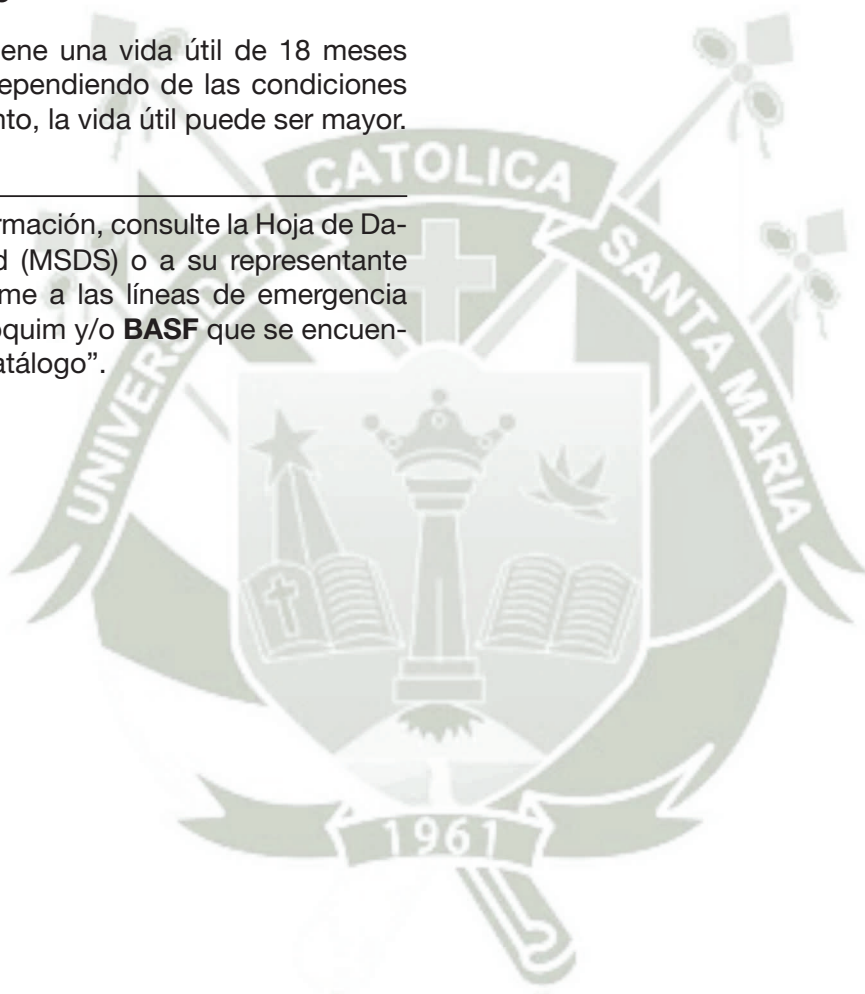 iene una vida útil de 18 meses
ependiendo de las condiciones
nto, la vida útil puede ser mayor.
rmación, consulte la Hoja de Da-
d (MSDS) o a su representante
me a las líneas de emergencia
oquim y/o BASF que se encuen-
atálogo”.
UNIVERSIDAD CATOLICA SANTA MARIA
1961